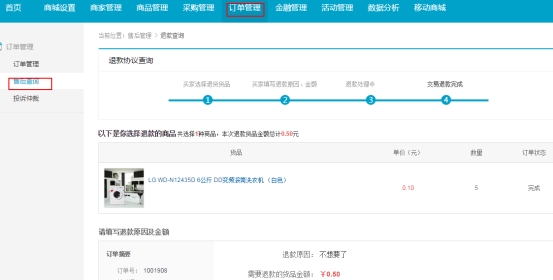 首页 商城设置 商家管理 商品管理 采购管理 订单管理 金融管理 活动管理 数据分析 移动商城
订单管理
订单管理
售后查询
投诉仲裁
当前位置：售后管理 > 退款查询
退款协议查询
买家选择退货货品 买家填写退款原因、金额 退款处理中 交易退款完成
1 2 3 4
以下是你选择退款的商品 共选择1种商品，本次退款货品金额总计0.50元
货品 单价（元） 数量 订单状态
LG WD-N12435D 6公斤 DD变频滚筒洗衣机 （白色） 0.10 5 完成
请填写退款原因及金额
订单摘要
退款原因： 不想要了
订单号： 1001908
需要退款的货品金额： ￥0.50